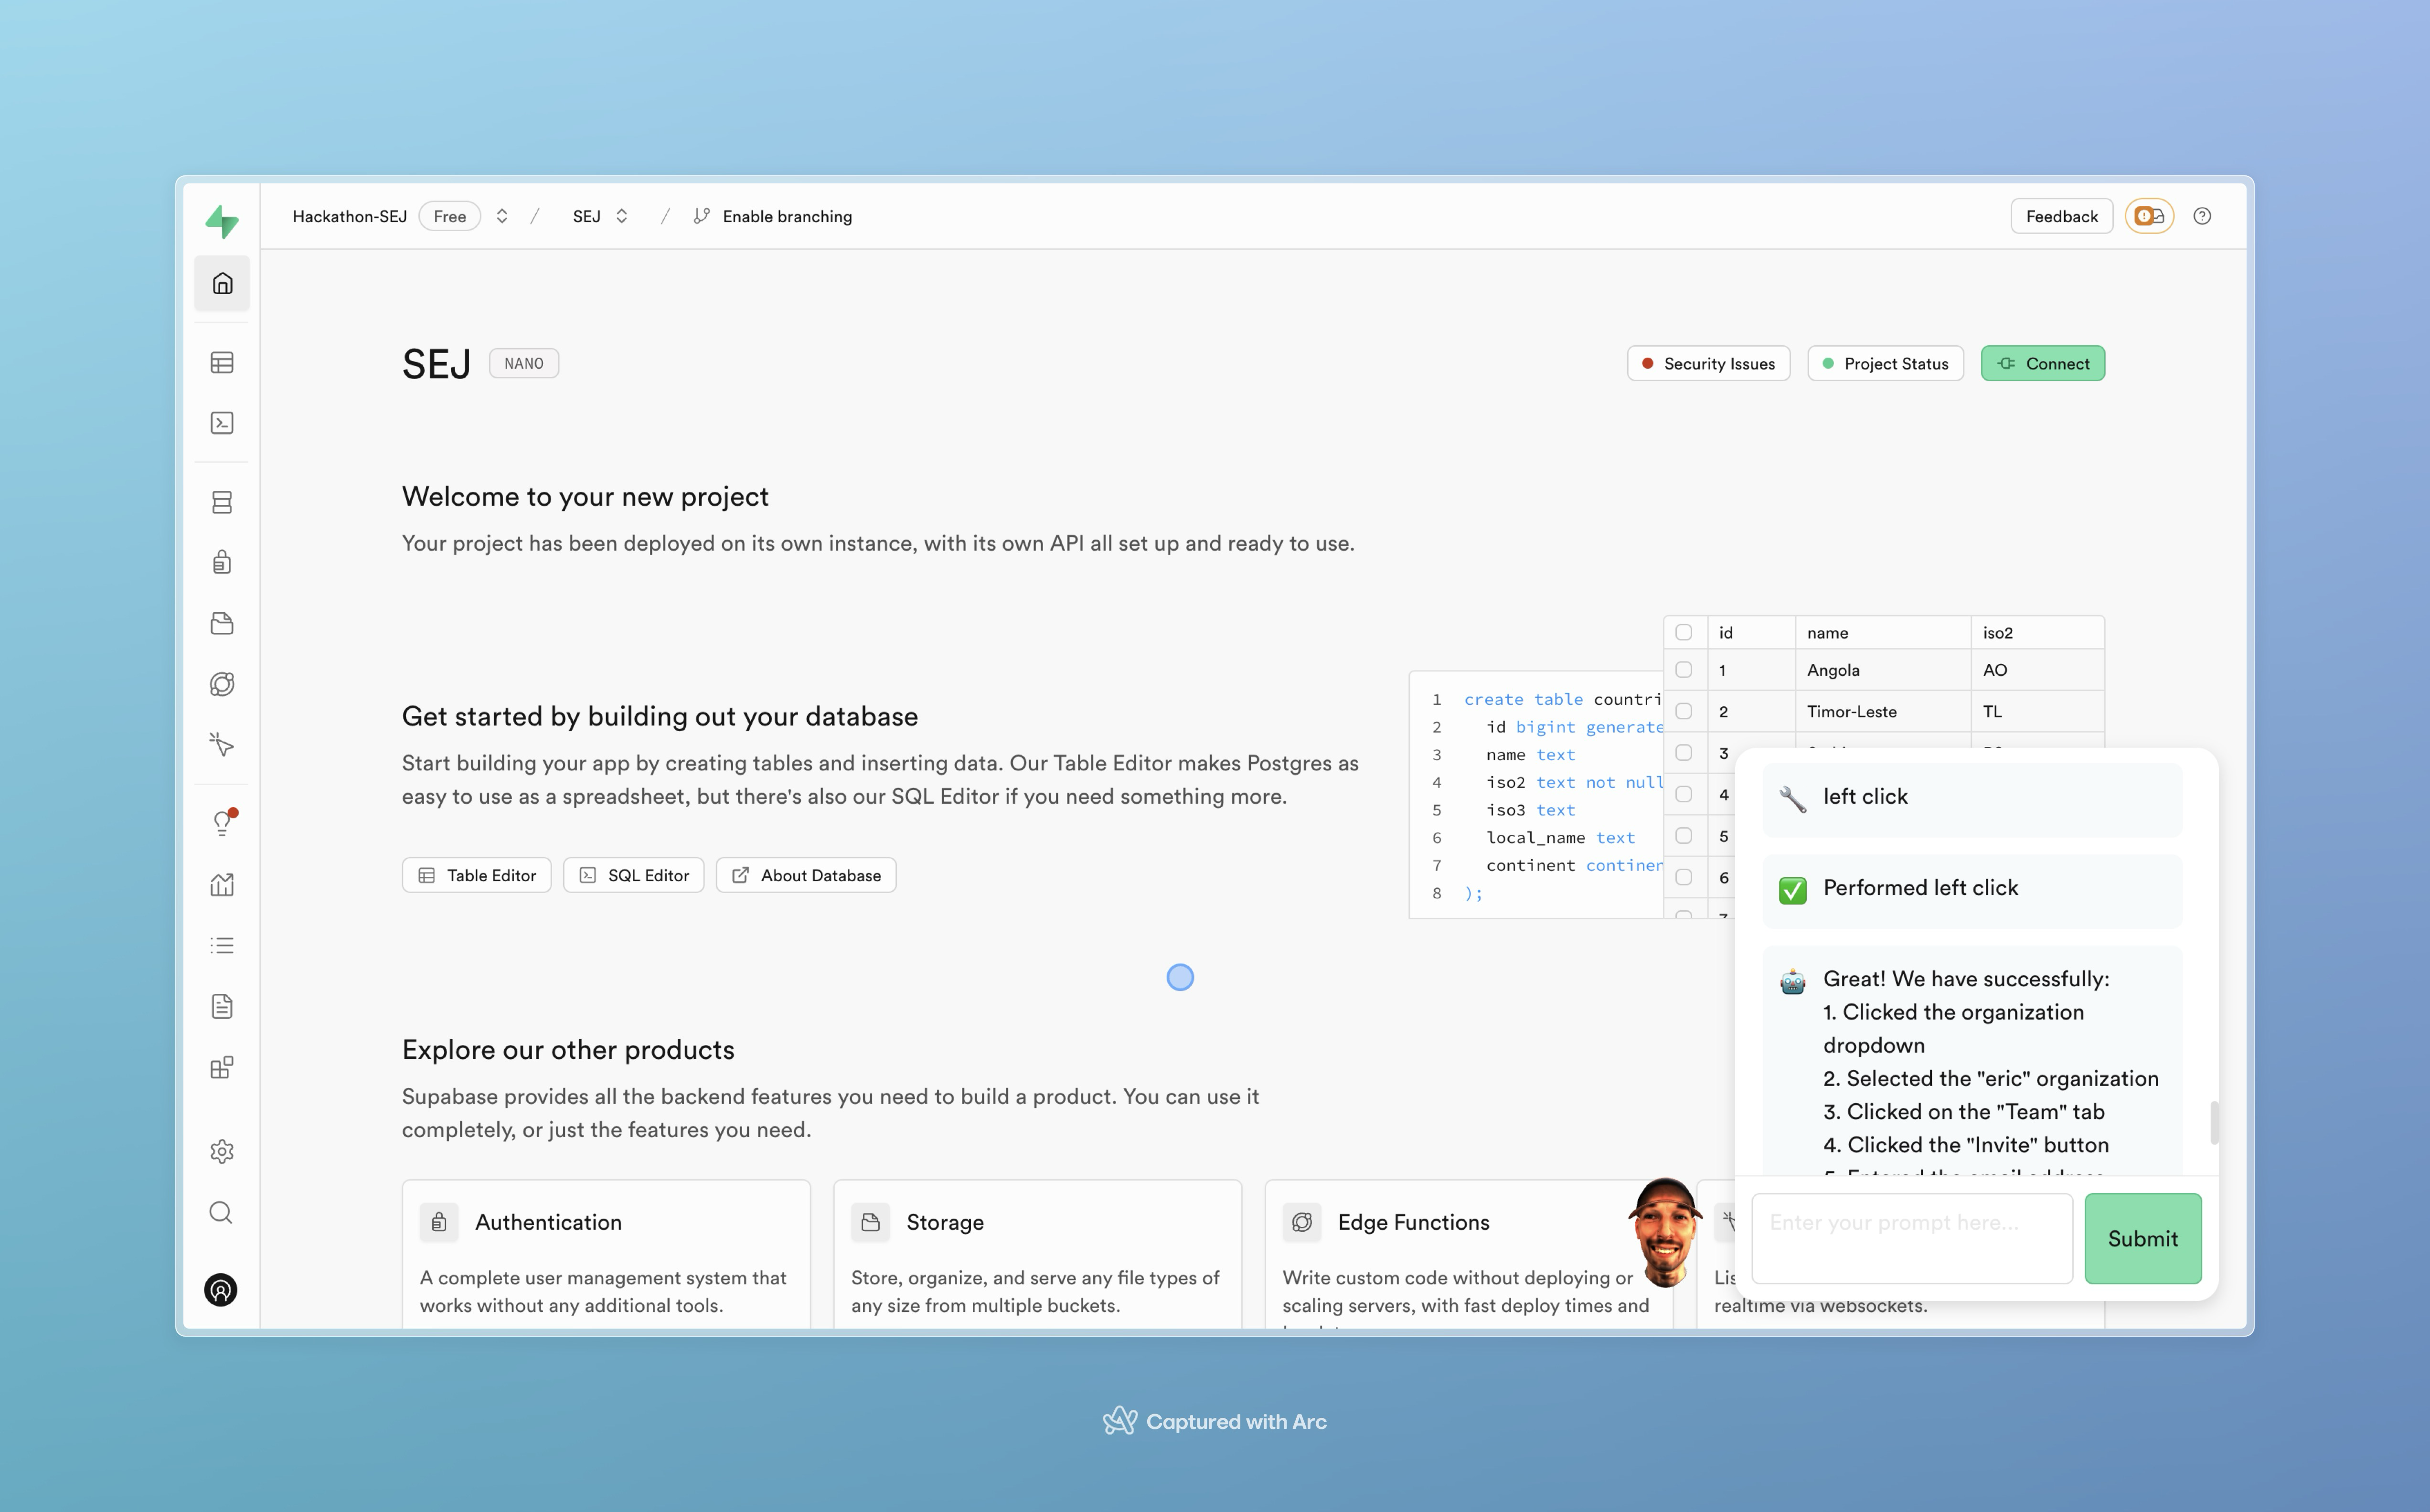 Hackathon-SEJ Free / SEJ / Enable branching
Feedback
SEJ NANO
Security Issues
Project Status
Connect
Welcome to your new project
Your project has been deployed on its own instance, with its own API all set up and ready to use.
Get started by building out your database
Start building your app by creating tables and inserting data. Our Table Editor makes Postgres as
easy to use as a spreadsheet, but there's also our SQL Editor if you need something more.
Table Editor
SQL Editor
About Database
1 create table countri
2 id bigint generate
3 name text
4 iso2 text not null
5 iso3 text
6 local_name text
7 continent continen
8 );
id name iso2
1 Angola AO
2 Timor-Leste TL
3
4
5
6
left click
Performed left click
Great! We have successfully:
1. Clicked the organization
dropdown
2. Selected the "eric" organization
3. Clicked on the "Team" tab
4. Clicked the "Invite" button
5. Entered the email address
Enter your prompt here...
Submit
Explore our other products
Supabase provides all the backend features you need to build a product. You can use it
completely, or just the features you need.
Authentication
A complete user management system that
works without any additional tools.
Storage
Store, organize, and serve any file types of
any size from multiple buckets.
Edge Functions
Write custom code without deploying or
scaling servers, with fast deploy times and
Lis
realtime via websockets.
Captured with Arc